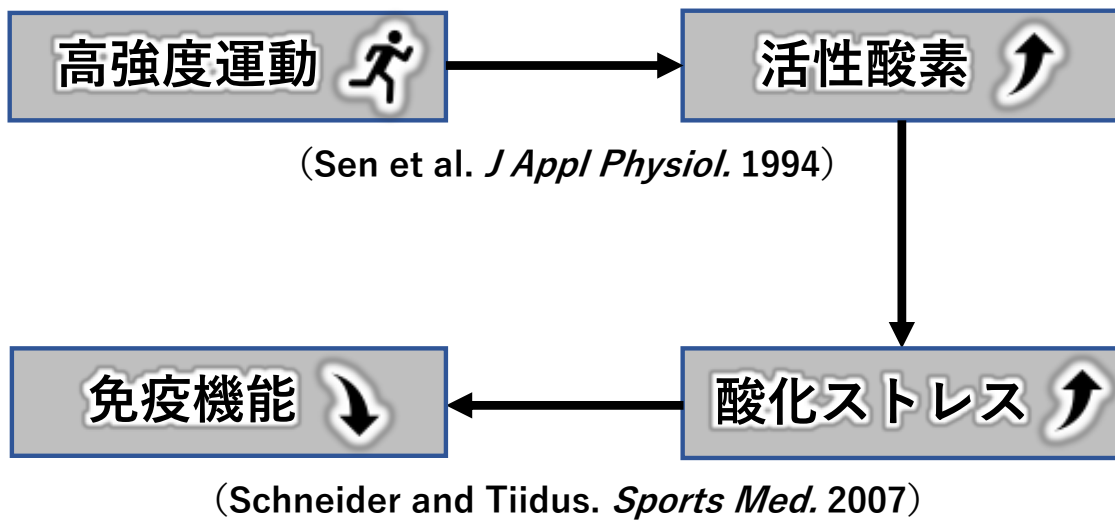 高強度運動
活性酸素
（Sen et al. J Appl Physiol. 1994）
免疫機能
酸化ストレス
（Schneider and Tiidus. Sports Med. 2007）